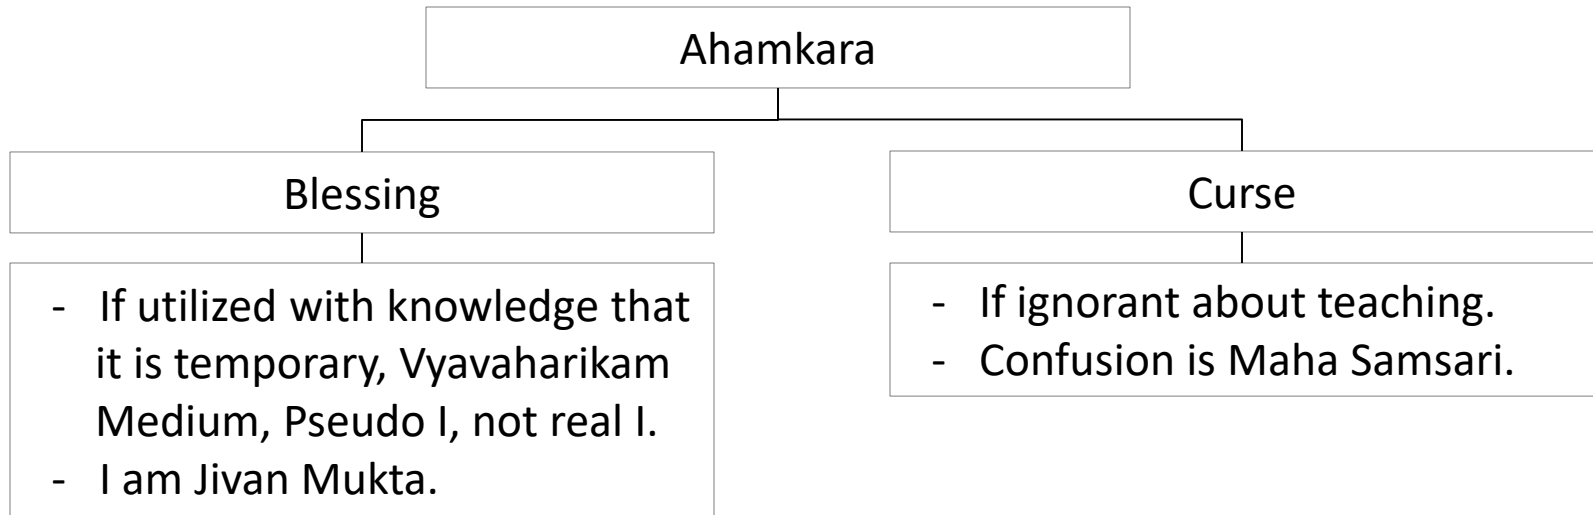 Ahamkara
Blessing
Curse
- If utilized with knowledge that
it is temporary, Vyavaharikam
Medium, Pseudo I, not real I.
- I am Jivan Mukta.
- If ignorant about teaching.
- Confusion is Maha Samsari.